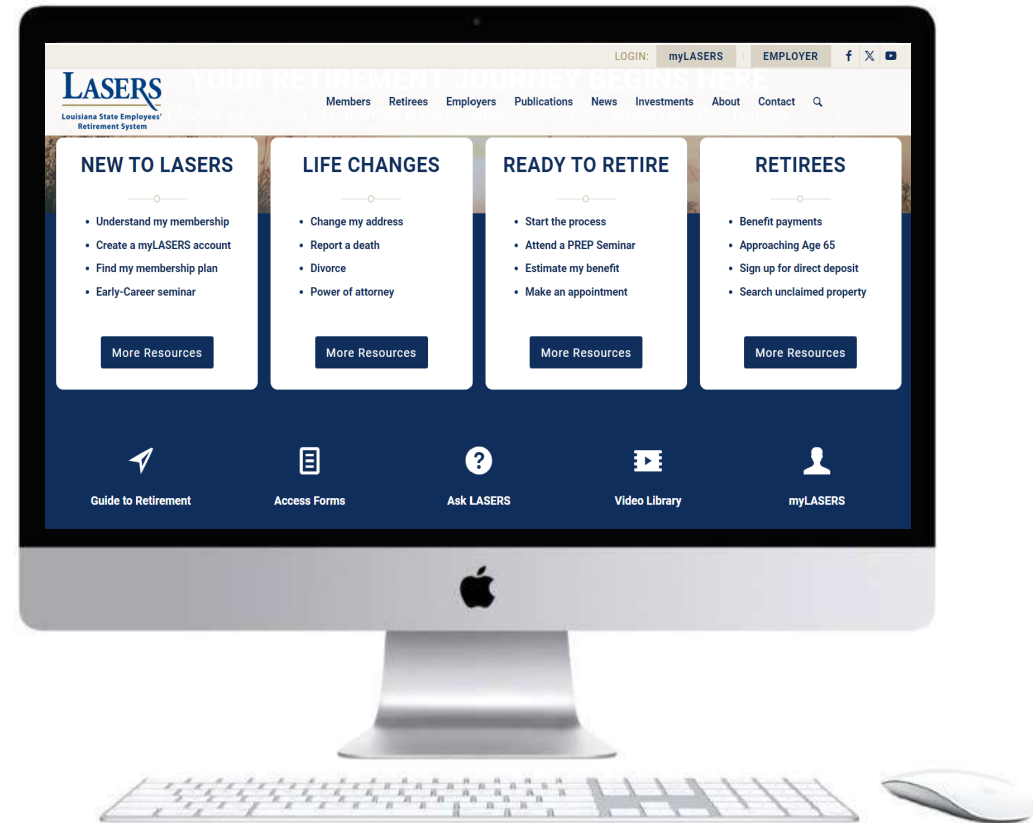 LOGIN: myLASERS EMPLOYER
YOUR RETIREMENT JOURNEY BEGINS HERE
LASERS
Louisiana State Employees'
Retirement System
Members Retirees Employers Publications News Investments About Contact
NEW TO LASERS
• Understand my membership
• Create a myLASERS account
• Find my membership plan
• Early-Career seminar
More Resources
LIFE CHANGES
• Change my address
• Report a death
• Divorce
• Power of attorney
More Resources
READY TO RETIRE
• Start the process
• Attend a PREP Seminar
• Estimate my benefit
• Make an appointment
More Resources
RETIREES
• Benefit payments
• Approaching Age 65
• Sign up for direct deposit
• Search unclaimed property
More Resources
Guide to Retirement
Access Forms
Ask LASERS
Video Library
myLASERS